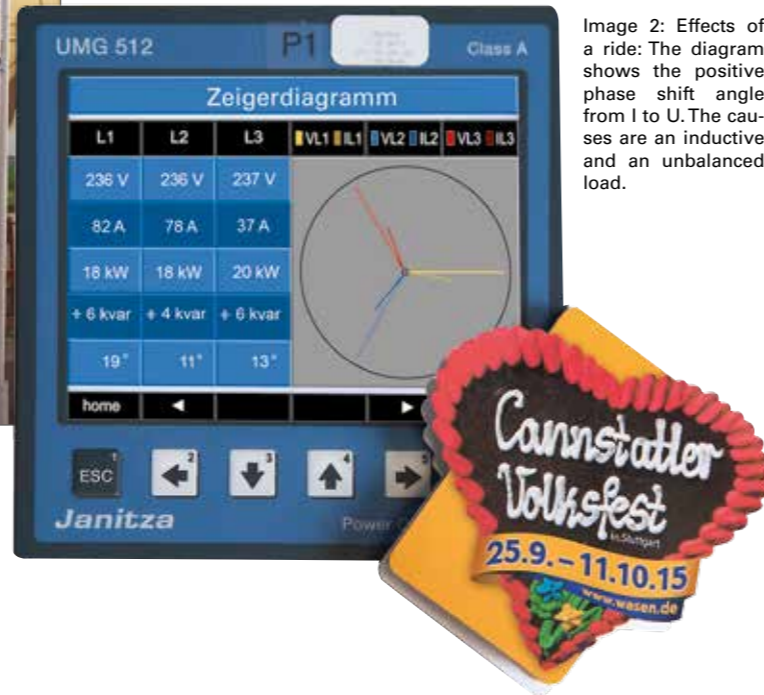 UMG 512
P1
Class A
Zeigerdiagramm
L1 L2 L3 VL1 IL1 VL2 IL2 VL3 IL3
236 V 236 V 237 V
82 A 78 A 37 A
18 kW 18 kW 20 kW
+ 6 kvar + 4 kvar + 6 kvar
19° 11° 13°
home ◄ ►
ESC 1 2 3 4 5
Janitza
Power
Image 2: Effects of
a ride: The diagram
shows the positive
phase shift angle
from I to U. The cau-
ses are an inductive
and an unbalanced
load.
Cannstatter
Volksfest
in Stuttgart
25.9. – 11.10.15
www.wasen.de